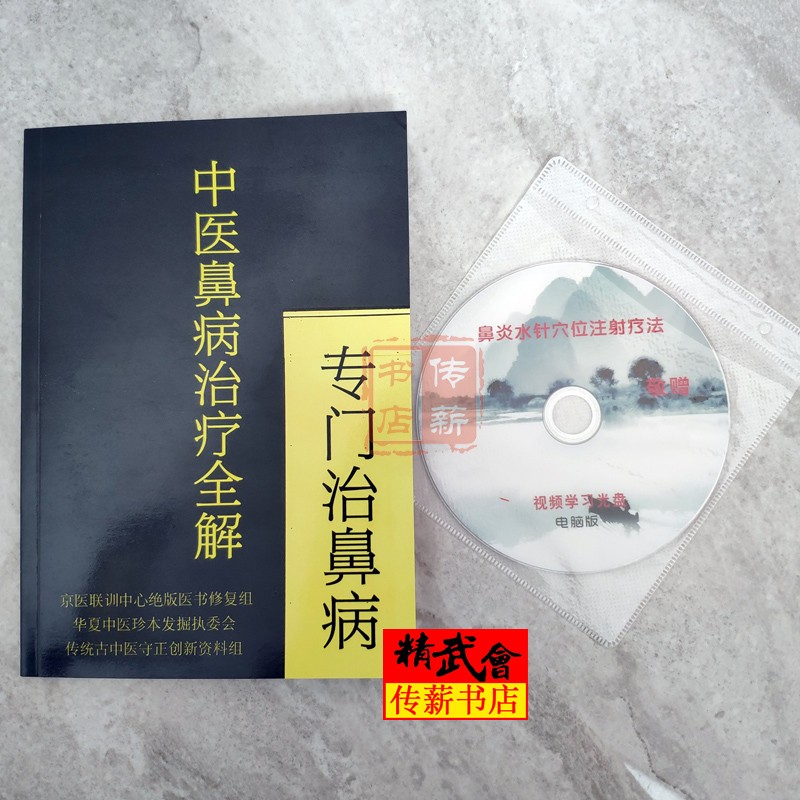 中医鼻病治疗全解
专门治鼻病
京医联训中心绝版医书修复组
华夏中医珍本发掘执委会
传统古中医守正创新资料组
鼻炎水针穴位注射疗法
敬赠
视频学习光盘
电脑版
传薪
书店
精武會
传薪书店